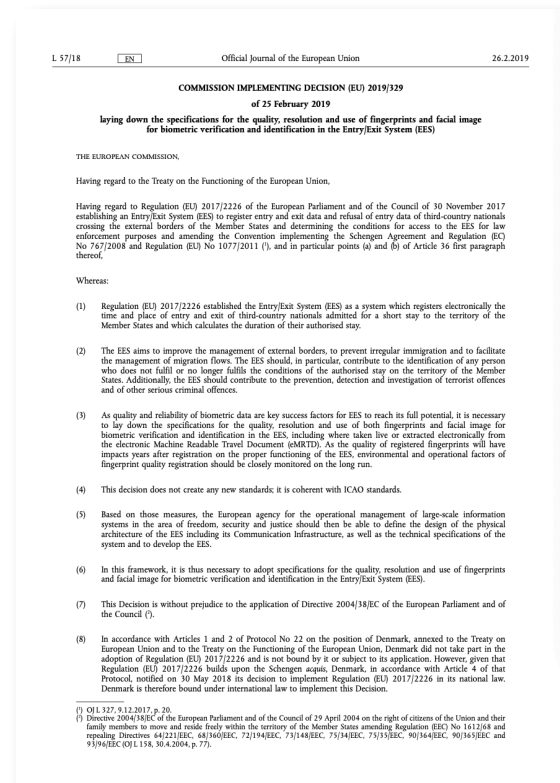 L 57/18 EN Official Journal of the European Union 26.2.2019
COMMISSION IMPLEMENTING DECISION (EU) 2019/329
of 25 February 2019
laying down the specifications for the quality, resolution and use of fingerprints and facial image
for biometric verification and identification in the Entry/Exit System (EES)
THE EUROPEAN COMMISSION,
Having regard to the Treaty on the Functioning of the European Union,
Having regard to Regulation (EU) 2017/2226 of the European Parliament and of the Council of 30 November 2017
establishing an Entry/Exit System (EES) to register entry and exit data and refusal of entry data of third-country nationals
crossing the external borders of the Member States and determining the conditions for access to the EES for law
enforcement purposes and amending the Convention implementing the Schengen Agreement and Regulation (EC)
No 767/2008 and Regulation (EU) No 1077/2011 (¹), and in particular points (a) and (b) of Article 36 first paragraph
thereof,
Whereas:
(1) Regulation (EU) 2017/2226 established the Entry/Exit System (EES) as a system which registers electronically the
time and place of entry and exit of third-country nationals admitted for a short stay to the territory of the
Member States and which calculates the duration of their authorised stay.
(2) The EES aims to improve the management of external borders, to prevent irregular immigration and to facilitate
the management of migration flows. The EES should, in particular, contribute to the identification of any person
who does not fulfil or no longer fulfils the conditions of the authorised stay on the territory of the Member
States. Additionally, the EES should contribute to the prevention, detection and investigation of terrorist offences
and of other serious criminal offences.
(3) As quality and reliability of biometric data are key success factors for EES to reach its full potential, it is necessary
to lay down the specifications for the quality, resolution and use of both fingerprints and facial image for
biometric verification and identification in the EES, including where taken live or extracted electronically from
the electronic Machine Readable Travel Document (eMRTD). As the quality of registered fingerprints will have
impacts years after registration on the proper functioning of the EES, environmental and operational factors of
fingerprint quality registration should be closely monitored on the long run.
(4) This decision does not create any new standards; it is coherent with ICAO standards.
(5) Based on those measures, the European agency for the operational management of large-scale information
systems in the area of freedom, security and justice should then be able to define the design of the physical
architecture of the EES including its Communication Infrastructure, as well as the technical specifications of the
system and to develop the EES.
(6) In this framework, it is thus necessary to adopt specifications for the quality, resolution and use of fingerprints
and facial image for biometric verification and identification in the Entry/Exit System (EES).
(7) This Decision is without prejudice to the application of Directive 2004/38/EC of the European Parliament and of
the Council (²).
(8) In accordance with Articles 1 and 2 of Protocol No 22 on the position of Denmark, annexed to the Treaty on
European Union and to the Treaty on the Functioning of the European Union, Denmark did not take part in the
adoption of Regulation (EU) 2017/2226 and is not bound by it or subject to its application. However, given that
Regulation (EU) 2017/2226 builds upon the Schengen acquis, Denmark, in accordance with Article 4 of that
Protocol, notified on 30 May 2018 its decision to implement Regulation (EU) 2017/2226 in its national law.
Denmark is therefore bound under international law to implement this Decision.
(¹) OJ L 327, 9.12.2017, p. 20.
(²) Directive 2004/38/EC of the European Parliament and of the Council of 29 April 2004 on the right of citizens of the Union and their
family members to move and reside freely within the territory of the Member States amending Regulation (EEC) No 1612/68 and
repealing Directives 64/221/EEC, 68/360/EEC, 72/194/EEC, 73/148/EEC, 75/34/EEC, 75/35/EEC, 90/364/EEC, 90/365/EEC and
93/96/EEC (OJ L 158, 30.4.2004, p. 77).